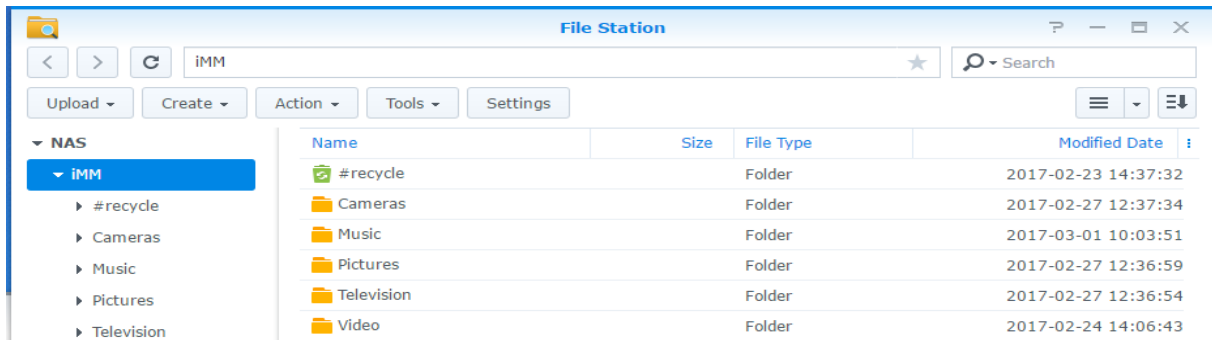 File Station
iMM
Search
Upload Create Action Tools Settings
NAS
iMM
#recycle
Cameras
Music
Pictures
Television
Name Size File Type Modified Date
#recycle Folder 2017-02-23 14:37:32
Cameras Folder 2017-02-27 12:37:34
Music Folder 2017-03-01 10:03:51
Pictures Folder 2017-02-27 12:36:59
Television Folder 2017-02-27 12:36:54
Video Folder 2017-02-24 14:06:43